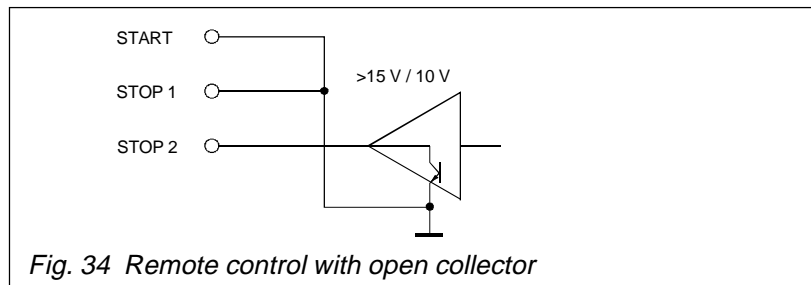 START
>15 V / 10 V
STOP 1
STOP 2
Fig. 34 Remote control with open collector